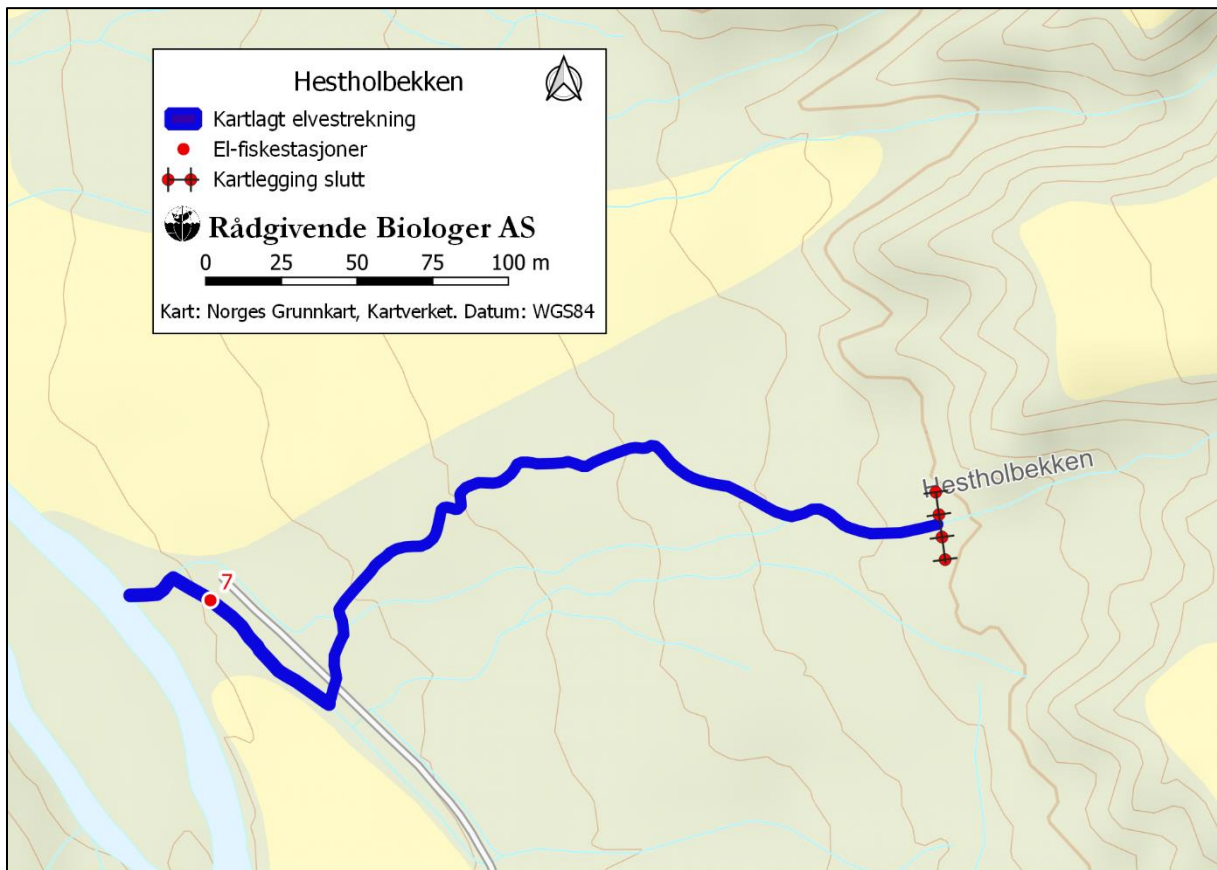 Hestholbekken
Kartlagt elvestrekning
El-fiskestasjoner
Kartlegging slutt
Rådgivende Biologer AS
0 25 50 75 100 m
Kart: Norges Grunnkart, Kartverket. Datum: WGS84
Hestholbekken
7